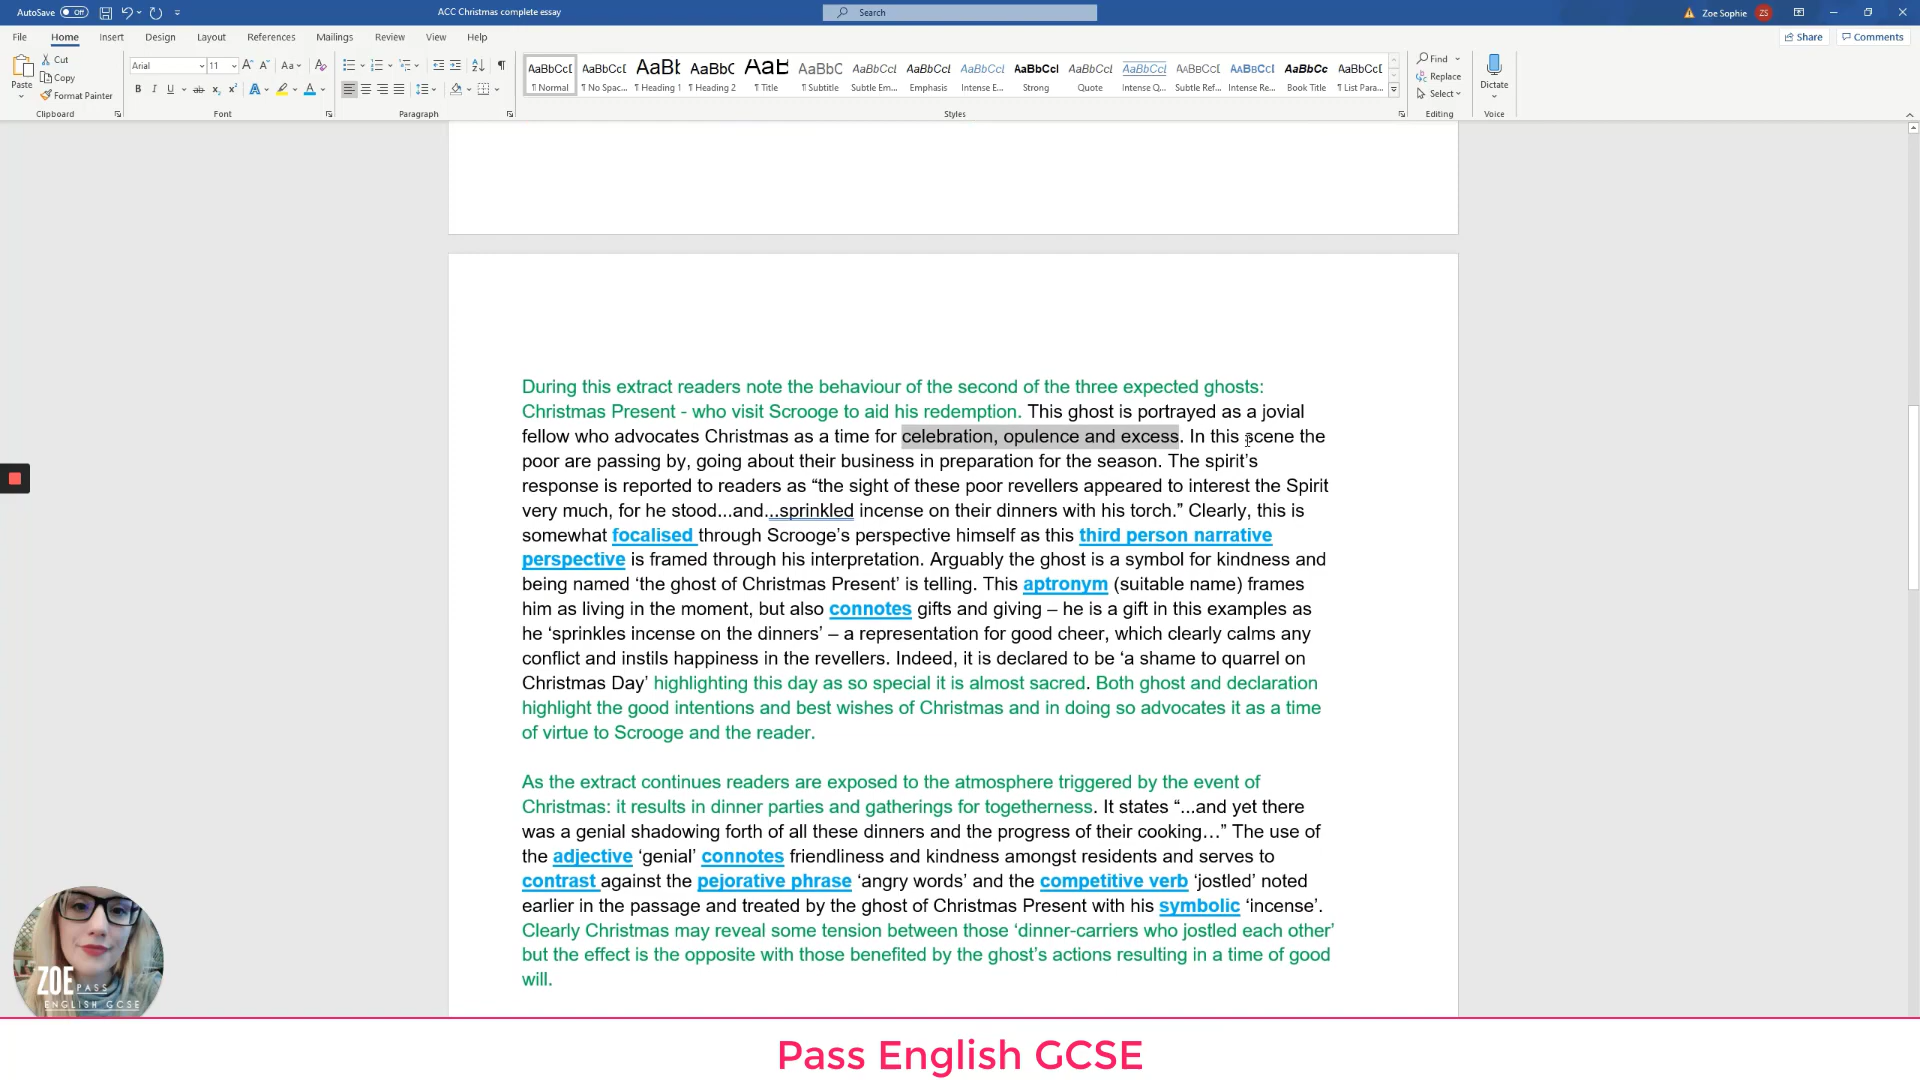 AutoSave Off
ACC Christmas complete essay
Search
Zoe Sophie ZS
File Home Insert Design Layout References Mailings Review View Help
Share Comments
Paste
Cut
Copy
Format Painter
Clipboard
Arial 11
Font
Paragraph
AaBbCcI AaBbCcI AaBb AaBbC AaB AaBbC AaBbCcI AaBbCcI AaBbCcI AaBbCcI AaBbCcI AaBbCcI AaBbCcI AaBbCcI AaBbCc AaBbCcI
¶ Normal ¶ No Spac... ¶ Heading 1 ¶ Heading 2 ¶ Title ¶ Subtitle Subtle Em... Emphasis Intense E... Strong Quote Intense Q... Subtle Ref... Intense Re... Book Title ¶ List Para...
Styles
Find
Replace
Select
Editing
Dictate
Voice
During this extract readers note the behaviour of the second of the three expected ghosts:
Christmas Present - who visit Scrooge to aid his redemption. This ghost is portrayed as a jovial
fellow who advocates Christmas as a time for celebration, opulence and excess. In this scene the
poor are passing by, going about their business in preparation for the season. The spirit’s
response is reported to readers as “the sight of these poor revellers appeared to interest the Spirit
very much, for he stood...and...sprinkled incense on their dinners with his torch.” Clearly, this is
somewhat focalised through Scrooge’s perspective himself as this third person narrative
perspective is framed through his interpretation. Arguably the ghost is a symbol for kindness and
being named ‘the ghost of Christmas Present’ is telling. This aptronym (suitable name) frames
him as living in the moment, but also connotes gifts and giving – he is a gift in this examples as
he ‘sprinkles incense on the dinners’ – a representation for good cheer, which clearly calms any
conflict and instils happiness in the revellers. Indeed, it is declared to be ‘a shame to quarrel on
Christmas Day’ highlighting this day as so special it is almost sacred. Both ghost and declaration
highlight the good intentions and best wishes of Christmas and in doing so advocates it as a time
of virtue to Scrooge and the reader.
As the extract continues readers are exposed to the atmosphere triggered by the event of
Christmas: it results in dinner parties and gatherings for togetherness. It states “...and yet there
was a genial shadowing forth of all these dinners and the progress of their cooking…” The use of
the adjective ‘genial’ connotes friendliness and kindness amongst residents and serves to
contrast against the pejorative phrase ‘angry words’ and the competitive verb ‘jostled’ noted
earlier in the passage and treated by the ghost of Christmas Present with his symbolic ‘incense’.
Clearly Christmas may reveal some tension between those ‘dinner-carriers who jostled each other’
but the effect is the opposite with those benefited by the ghost’s actions resulting in a time of good
will.
ZOE PASS
ENGLISH GCSE
Pass English GCSE